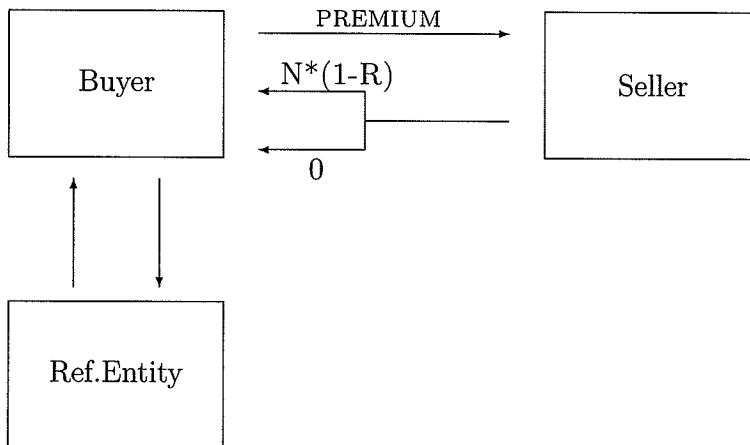 PREMIUM
Buyer
N*(1-R)
Seller
0
Ref.Entity